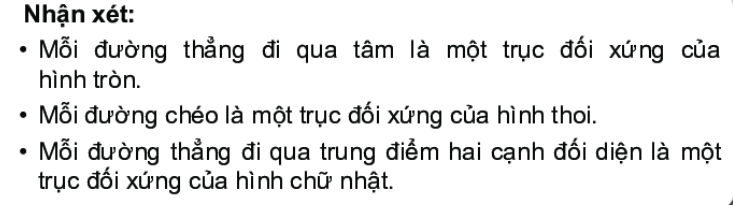 Nhận xét:
• Mỗi đường thẳng đi qua tâm là một trục đối xứng của
hình tròn.
• Mỗi đường chéo là một trục đối xứng của hình thoi.
• Mỗi đường thẳng đi qua trung điểm hai cạnh đối diện là một
trục đối xứng của hình chữ nhật.